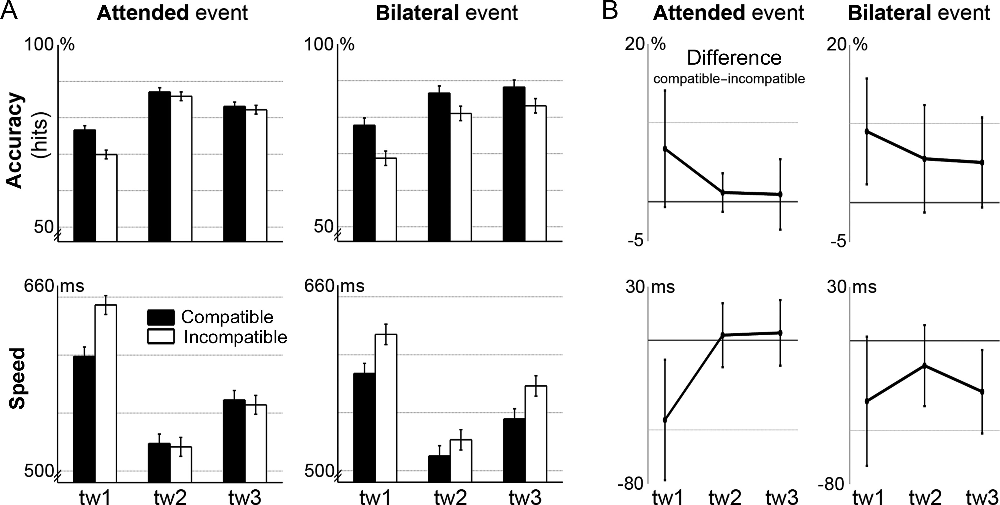 A
Attended event
Bilateral event
B
Attended event
Bilateral event
100 %
100 %
20 %
20 %
Difference
compatible–incompatible
Accuracy
(hits)
50
50
-5
-5
660 ms
660 ms
30 ms
30 ms
Compatible
Incompatible
Speed
500
500
-80
-80
tw1 tw2 tw3
tw1 tw2 tw3
tw1 tw2 tw3
tw1 tw2 tw3